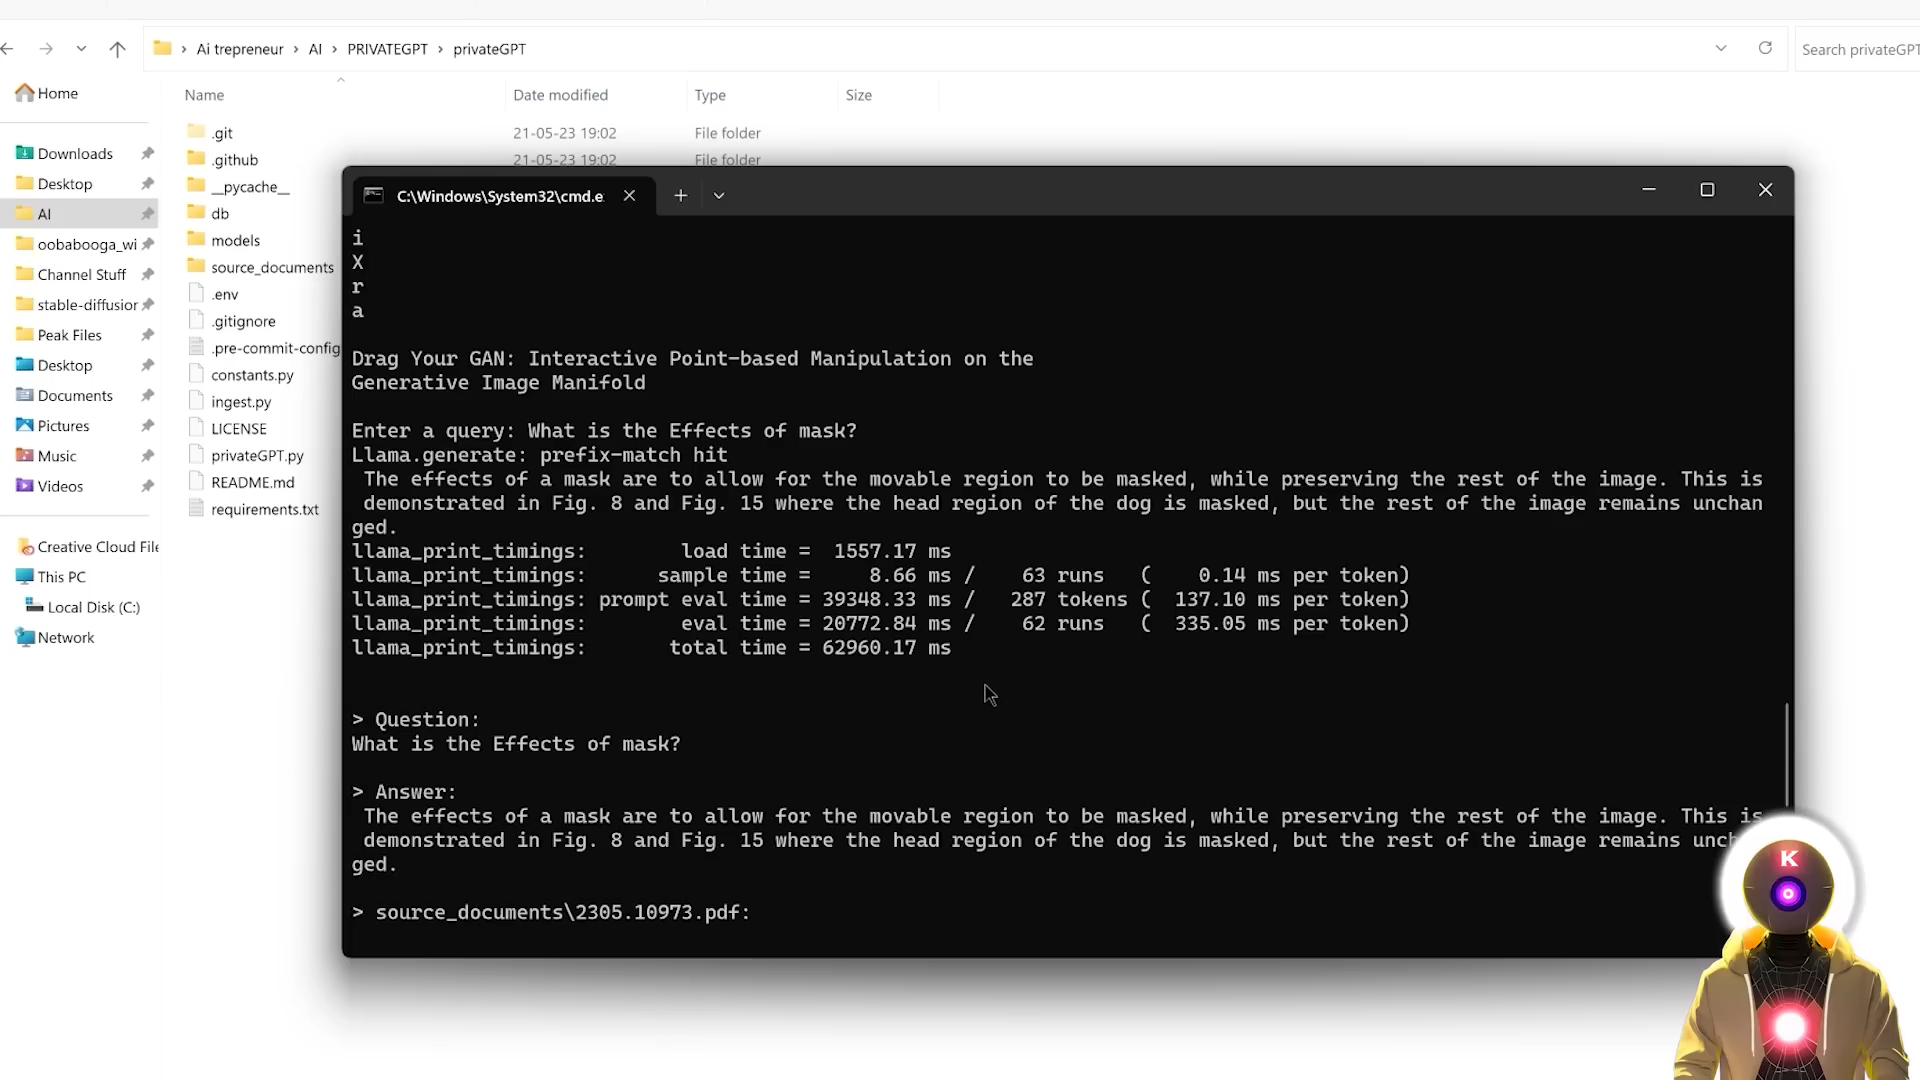 Ai trepreneur > AI > PRIVATEGPT > privateGPT
Search privateGPT
Home
Downloads
Desktop
AI
oobabooga_wi
Channel Stuff
stable-diffusior
Peak Files
Desktop
Documents
Pictures
Music
Videos
Creative Cloud File
This PC
Local Disk (C:)
Network
Name Date modified Type Size
.git 21-05-23 19:02 File folder
.github 21-05-23 19:02 File folder
__pycache__
db
models
source_documents
.env
.gitignore
.pre-commit-config
constants.py
ingest.py
LICENSE
privateGPT.py
README.md
requirements.txt
C:\Windows\System32\cmd.e
i
X
r
a
Drag Your GAN: Interactive Point-based Manipulation on the
Generative Image Manifold
Enter a query: What is the Effects of mask?
Llama.generate: prefix-match hit
The effects of a mask are to allow for the movable region to be masked, while preserving the rest of the image. This is
demonstrated in Fig. 8 and Fig. 15 where the head region of the dog is masked, but the rest of the image remains unchan
ged.
llama_print_timings: load time = 1557.17 ms
llama_print_timings: sample time = 8.66 ms / 63 runs ( 0.14 ms per token)
llama_print_timings: prompt eval time = 39348.33 ms / 287 tokens ( 137.10 ms per token)
llama_print_timings: eval time = 20772.84 ms / 62 runs ( 335.05 ms per token)
llama_print_timings: total time = 62960.17 ms
> Question:
What is the Effects of mask?
> Answer:
The effects of a mask are to allow for the movable region to be masked, while preserving the rest of the image. This is
demonstrated in Fig. 8 and Fig. 15 where the head region of the dog is masked, but the rest of the image remains unch
ged.
> source_documents\2305.10973.pdf:
K